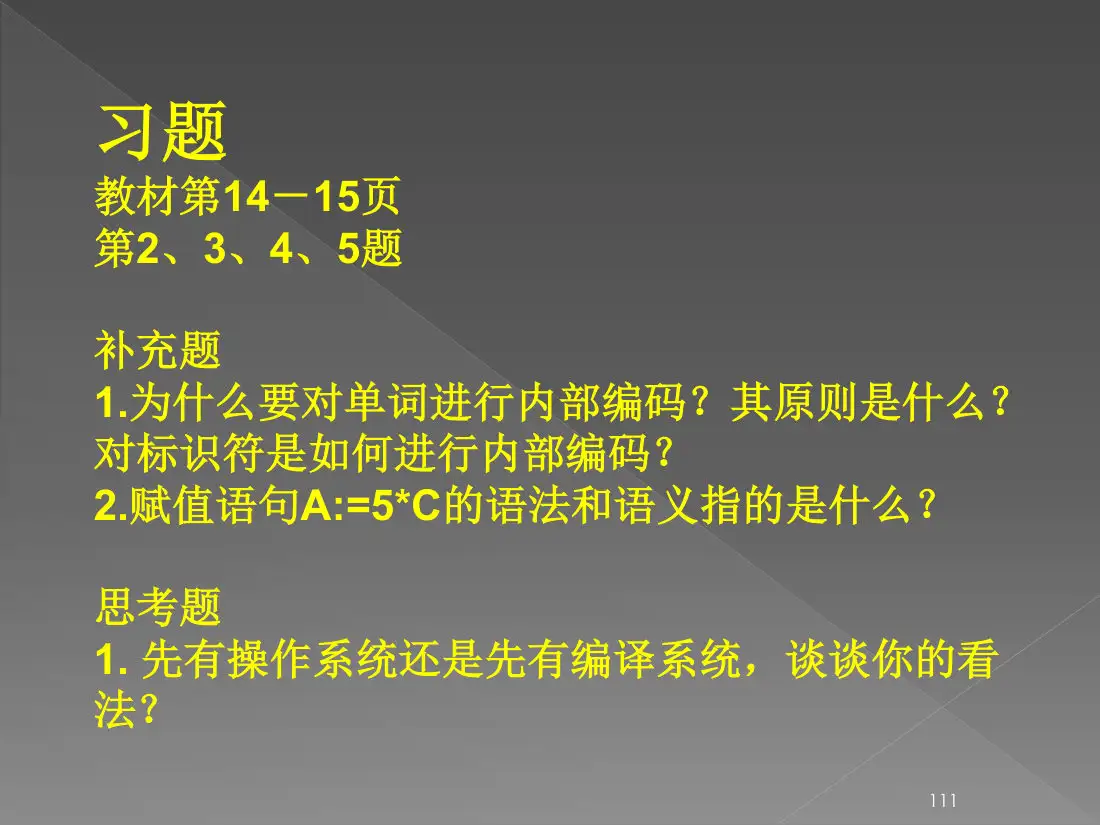 习题
教材第14－15页
第2、3、4、5题
补充题
1.为什么要对单词进行内部编码？其原则是什么？
对标识符是如何进行内部编码？
2.赋值语句A:=5*C的语法和语义指的是什么？
思考题
1. 先有操作系统还是先有编译系统，谈谈你的看
法？
111